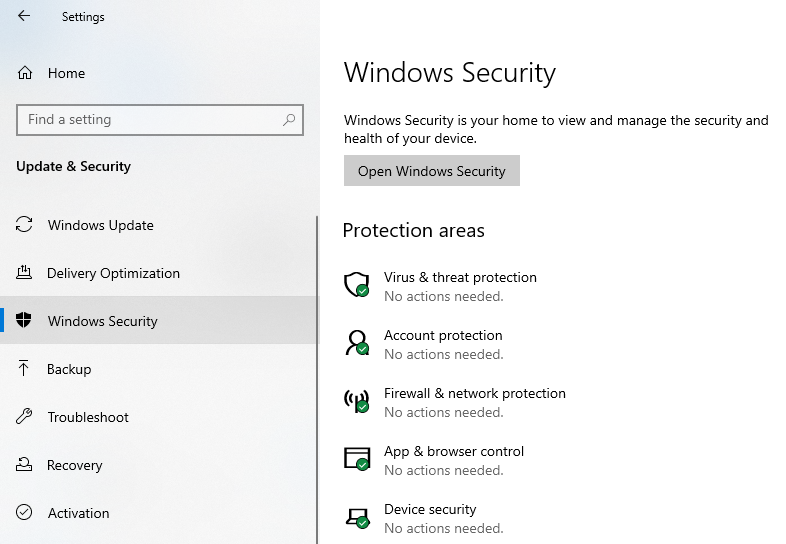 Settings
Home
Find a setting
Update & Security
Windows Update
Delivery Optimization
Windows Security
Backup
Troubleshoot
Recovery
Activation
Windows Security
Windows Security is your home to view and manage the security and
health of your device.
Open Windows Security
Protection areas
Virus & threat protection
No actions needed.
Account protection
No actions needed.
Firewall & network protection
No actions needed.
App & browser control
No actions needed.
Device security
No actions needed.